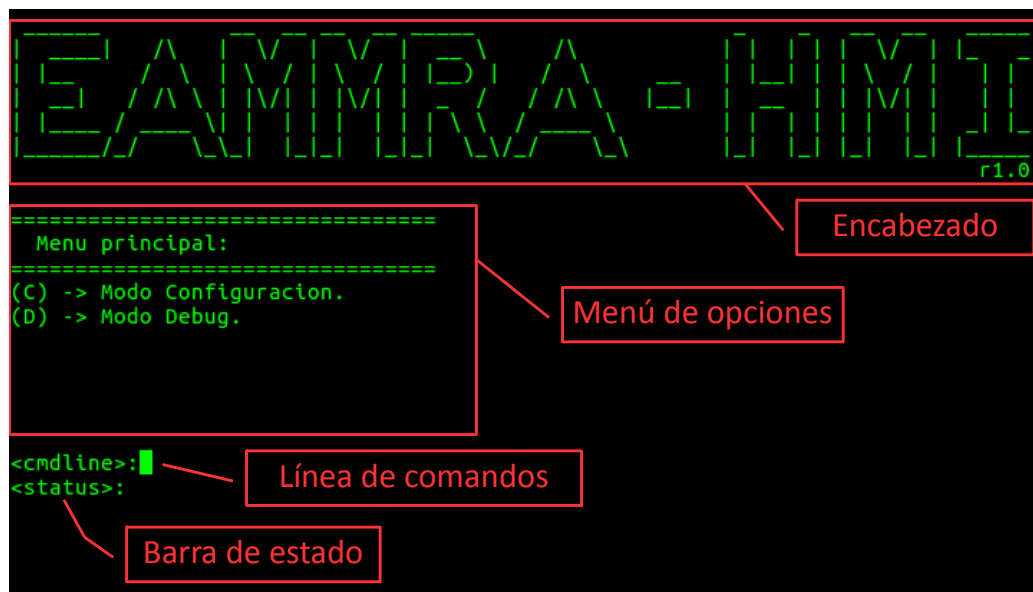 EAMMRA-HMI
r1.0
Encabezado
==================================
Menu principal:
==================================
(C) -> Modo Configuracion.
(D) -> Modo Debug.
Menú de opciones
<cmdline>:
Línea de comandos
<status>:
Barra de estado